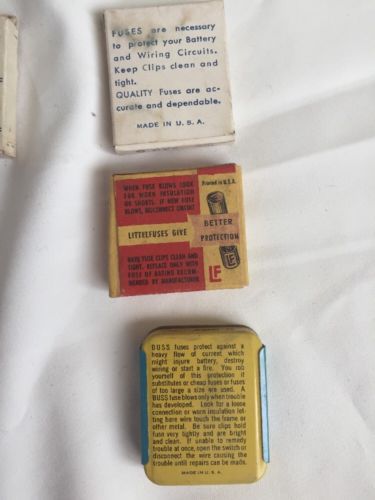 FUSES are necessary
to protect your Battery
and Wiring Circuits.
Keep Clips clean and
tight.
QUALITY Fuses are ac-
curate and dependable.
MADE IN U. S. A.
WHEN FUSE BLOWS LOOK
FOR WORN INSULATION
OR SHORTS. IF NEW FUSE
BLOWS, DISCONNECT CIRCUIT
Printed in U.S.A.
LITTELFUSES GIVE
BETTER
PROTECTION
HAVE FUSE CLIPS CLEAN AND
TIGHT. REPLACE ONLY WITH
FUSE OF RATING RECOM-
MENDED BY MANUFACTURER
LF
LF
BUSS fuses protect against a
heavy flow of current which
might injure battery, destroy
wiring or start a fire. You rob
yourself of this protection if
substitutes or cheap fuses or fuses
of too large a size are used. A
BUSS fuse blows only when trouble
has developed. Look for a loose
connection or worn insulation let-
ting bare wire touch the frame or
other metal. Be sure clips hold
fuse very tightly and are bright
and clean. If unable to remedy
trouble at once, open the switch or
disconnect the wire causing the
trouble until repairs can be made.
MADE IN U.S.A.